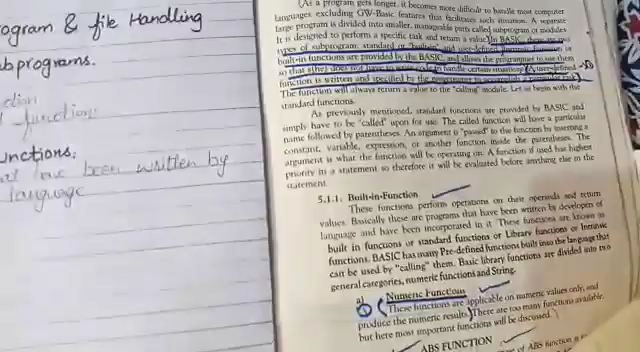 ogram & file Handling
b programs.
ction
function.
unctions:
at have been written by
language
(As a program gets longer, it becomes more difficult to handle most computer
languages excluding GW-Basic features that facilitates such situation. A separate
large program is divided into smaller, manageable parts called subprogram or modules
It is designed to perform a specific task and return a value) In BASIC, there are two
types of subprogram: standard or "built-in" and user-defined
built-in functions are provided by the BASIC, and allows the programmer to use them
so that s(he) does not have to write code to handle certain situations
function is written and specified by the programmer to
The function will always return a value to the "calling" module. Let us begin with the
standard functions.
As previously mentioned, standard functions are provided by BASIC and
simply have to be "called" upon for use. The called function will have a particular
name followed by parentheses. An argument is "passed" to the function by inserting a
constant, variable, expression, or another function inside the parentheses. The
argument is what the function will be operating on. A function if used has highest
priority in a statement so therefore it will be evaluated before anything else in the
statement.
5.1.1. Built-in-Function
These functions perform operations on their operands and return
values. Basically these are programs that have been written by developers of
language and have been incorporated in it. These functions are known as
built in functions or standard functions or Library functions or Intrinsic
functions. BASIC has many Pre-defined functions built into the language that
can be used by "calling" them. Basic library functions are divided into two
general categories, numeric functions and String.
a) Numeric Functions
(These functions are applicable on numeric values only, and
produce the numeric results.) There are too many functions available.
but here most important functions will be discussed
ABS FUNCTION
of ABS function is